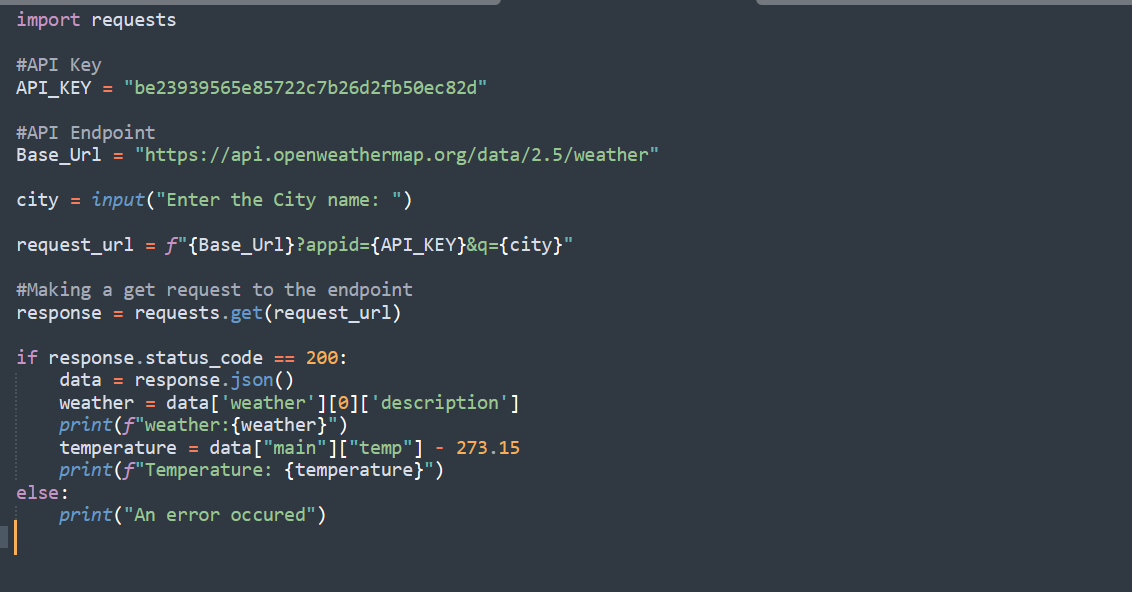 import requests
#API Key
API_KEY = "be23939565e85722c7b26d2fb50ec82d"
#API Endpoint
Base_Url = "https://api.openweathermap.org/data/2.5/weather"
city = input("Enter the City name: ")
request_url = f"{Base_Url}?appid={API_KEY}&q={city}"
#Making a get request to the endpoint
response = requests.get(request_url)
if response.status_code == 200:
    data = response.json()
    weather = data['weather'][0]['description']
    print(f"weather:{weather}")
    temperature = data["main"]["temp"] - 273.15
    print(f"Temperature: {temperature}")
else:
    print("An error occured")